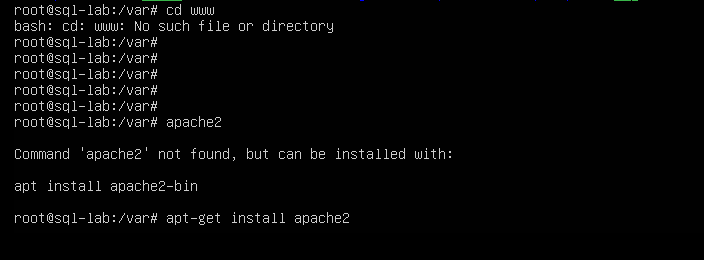 root@sql-lab:/var# cd www
bash: cd: www: No such file or directory
root@sql-lab:/var#
root@sql-lab:/var#
root@sql-lab:/var#
root@sql-lab:/var#
root@sql-lab:/var#
root@sql-lab:/var# apache2
Command 'apache2' not found, but can be installed with:
apt install apache2-bin
root@sql-lab:/var# apt-get install apache2